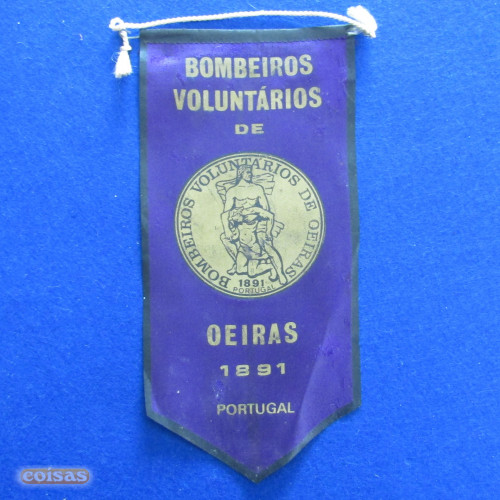 BOMBEIROS
VOLUNTÁRIOS
DE
BOMBEIROS VOLUNTÁRIOS DE OEIRAS
1891
PORTUGAL
OEIRAS
1891
PORTUGAL
coisas